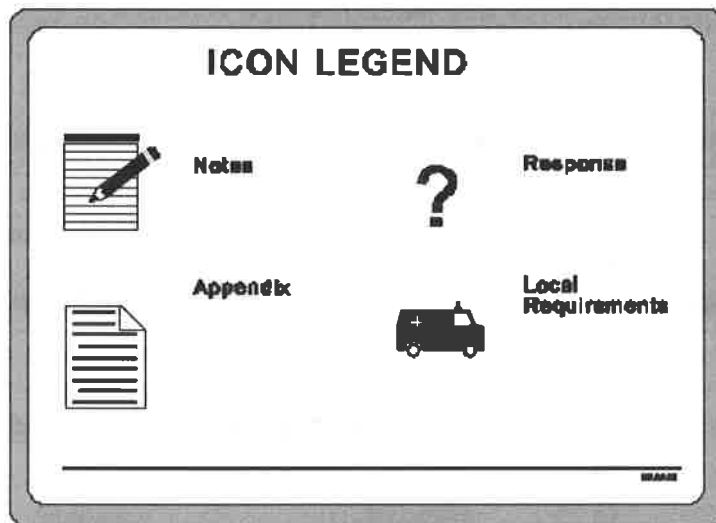 ICON LEGEND
Notes
Response
Appendix
Local
Requirements